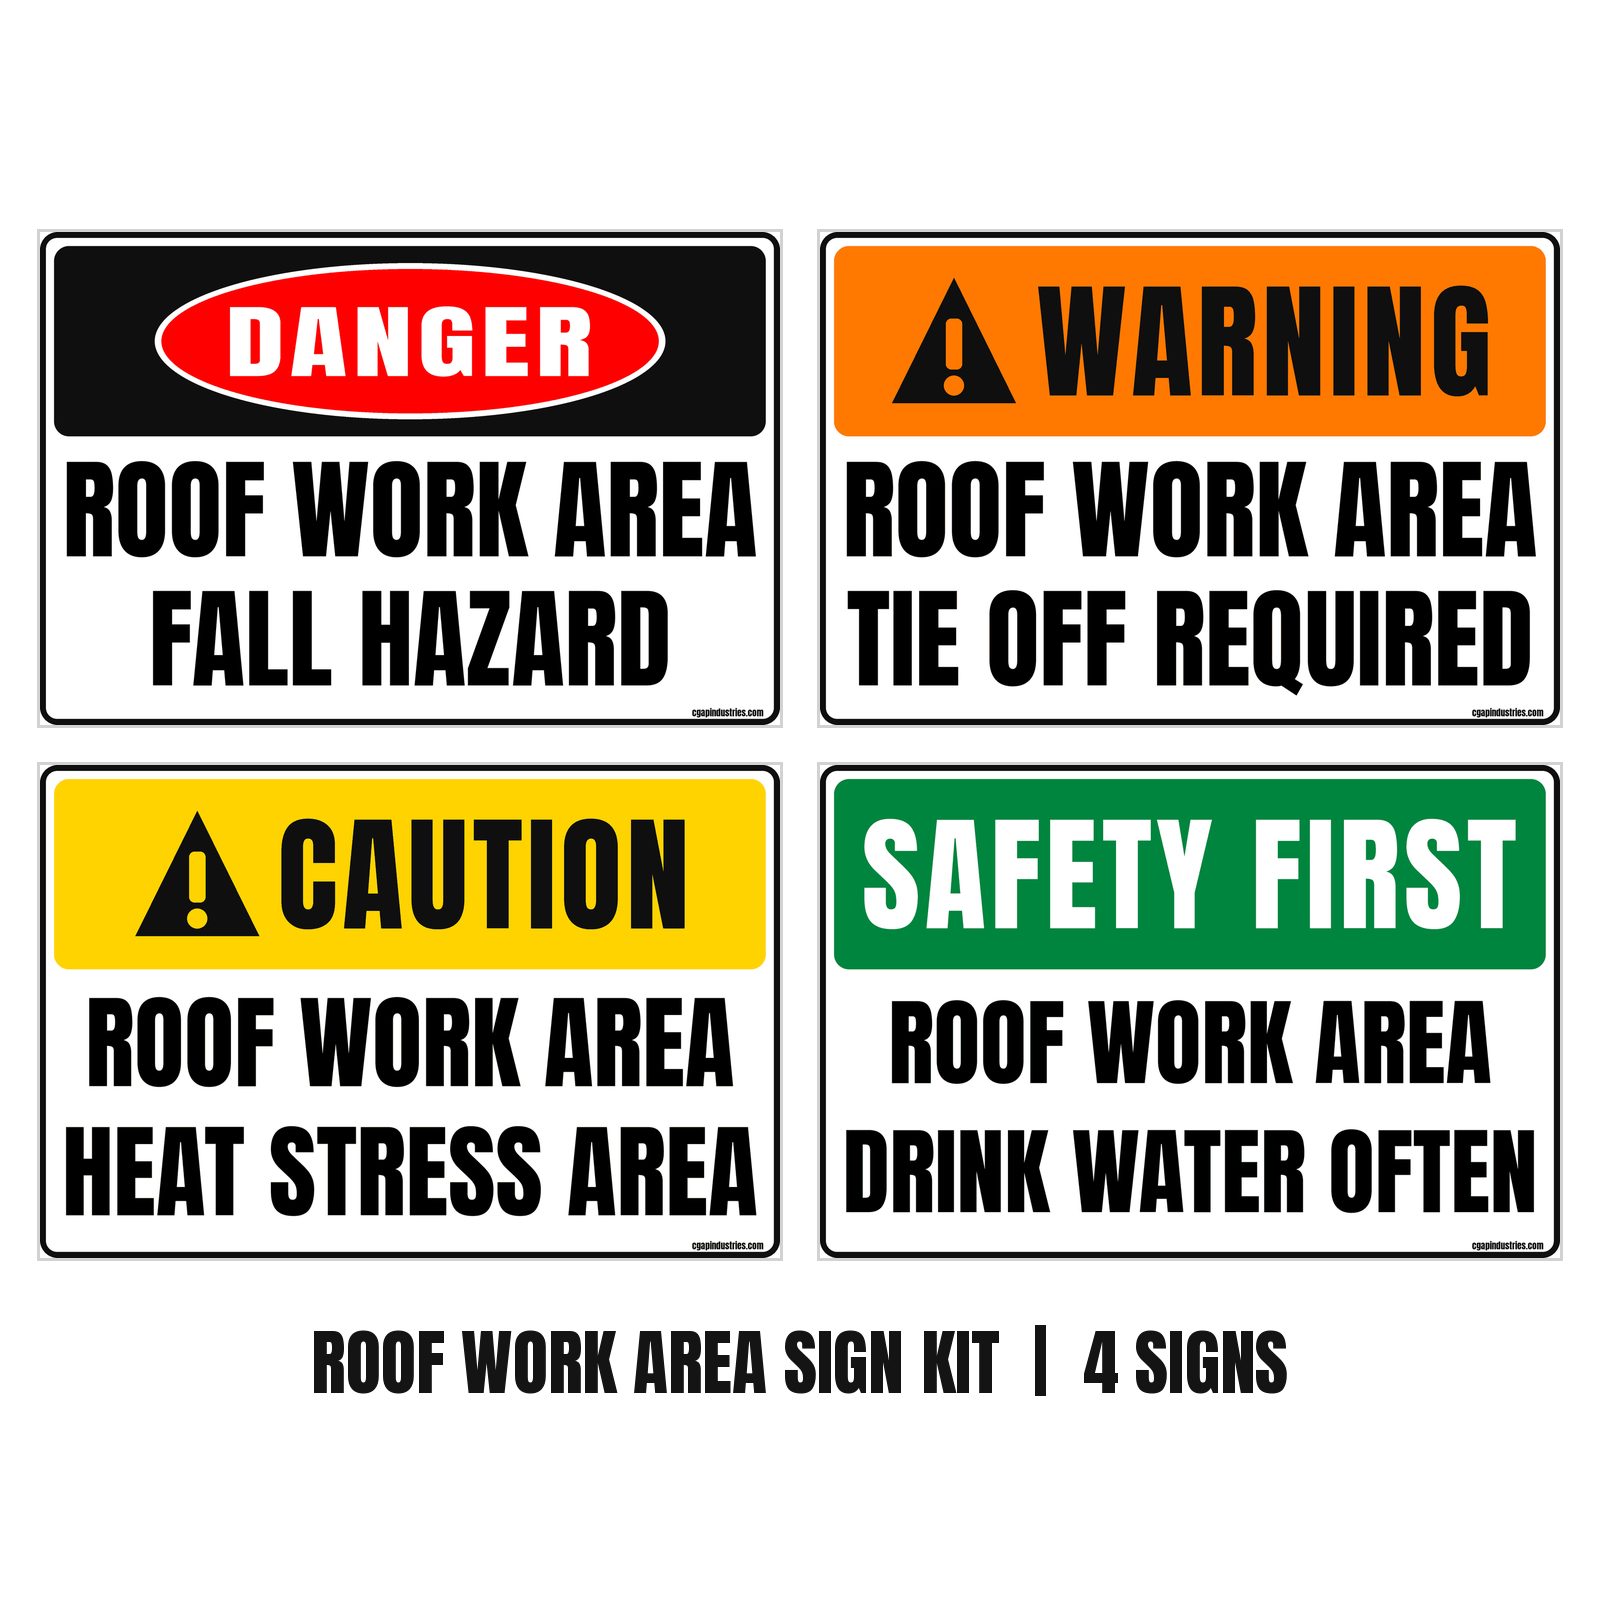 DANGER
ROOF WORK AREA
FALL HAZARD
cgapindustries.com
WARNING
ROOF WORK AREA
TIE OFF REQUIRED
cgapindustries.com
CAUTION
ROOF WORK AREA
HEAT STRESS AREA
cgapindustries.com
SAFETY FIRST
ROOF WORK AREA
DRINK WATER OFTEN
cgapindustries.com
ROOF WORK AREA SIGN KIT | 4 SIGNS